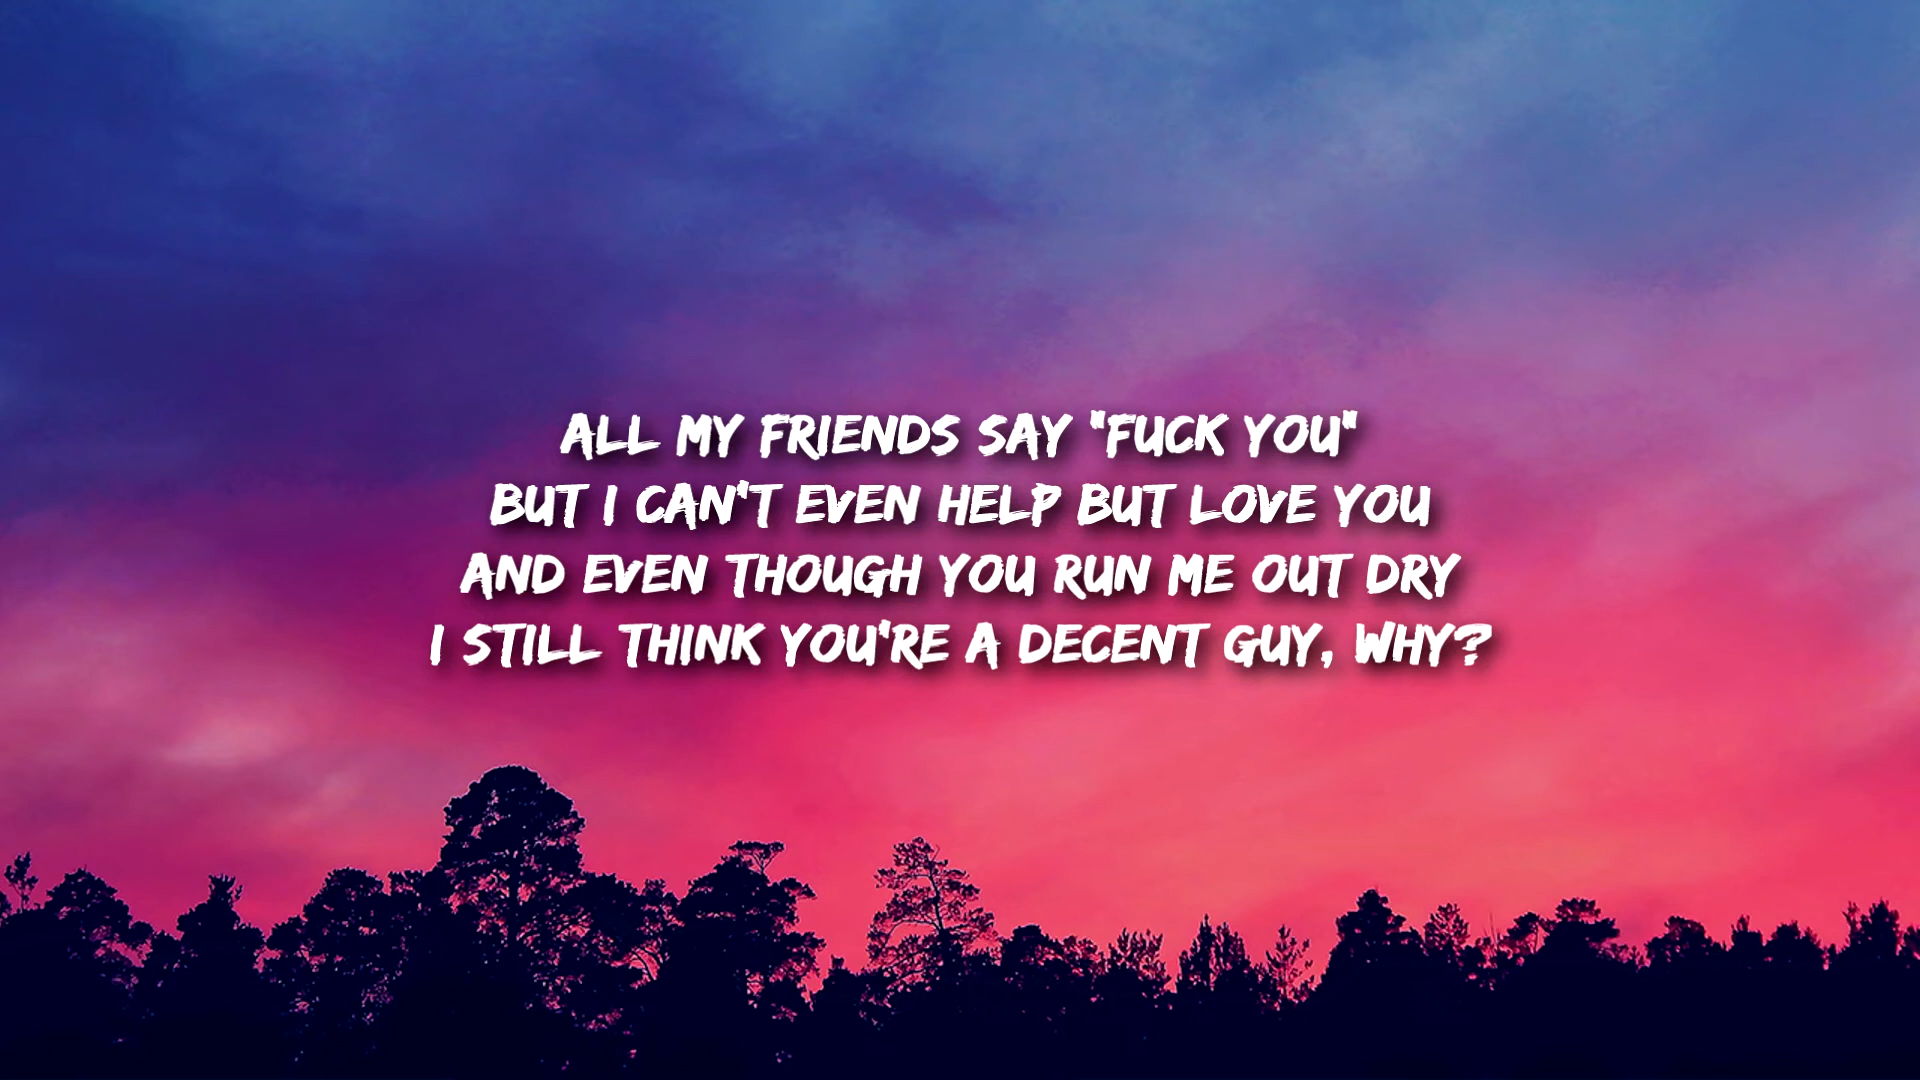 ALL MY FRIENDS SAY "FUCK YOU"
BUT I CAN'T EVEN HELP BUT LOVE YOU
AND EVEN THOUGH YOU RUN ME OUT DRY
I STILL THINK YOU'RE A DECENT GUY, WHY?